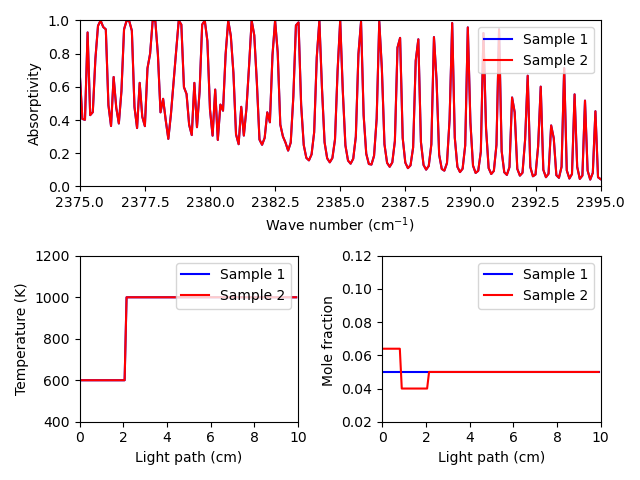 1.0
0.8
0.6
0.4
0.2
0.0
Absorptivity
Sample 1
Sample 2
2375.0 2377.5 2380.0 2382.5 2385.0 2387.5 2390.0 2392.5 2395.0
Wave number (cm⁻¹)
1200
1000
800
600
400
Temperature (K)
Sample 1
Sample 2
0 2 4 6 8 10
Light path (cm)
0.12
0.10
0.08
0.06
0.04
0.02
Mole fraction
Sample 1
Sample 2
0 2 4 6 8 10
Light path (cm)